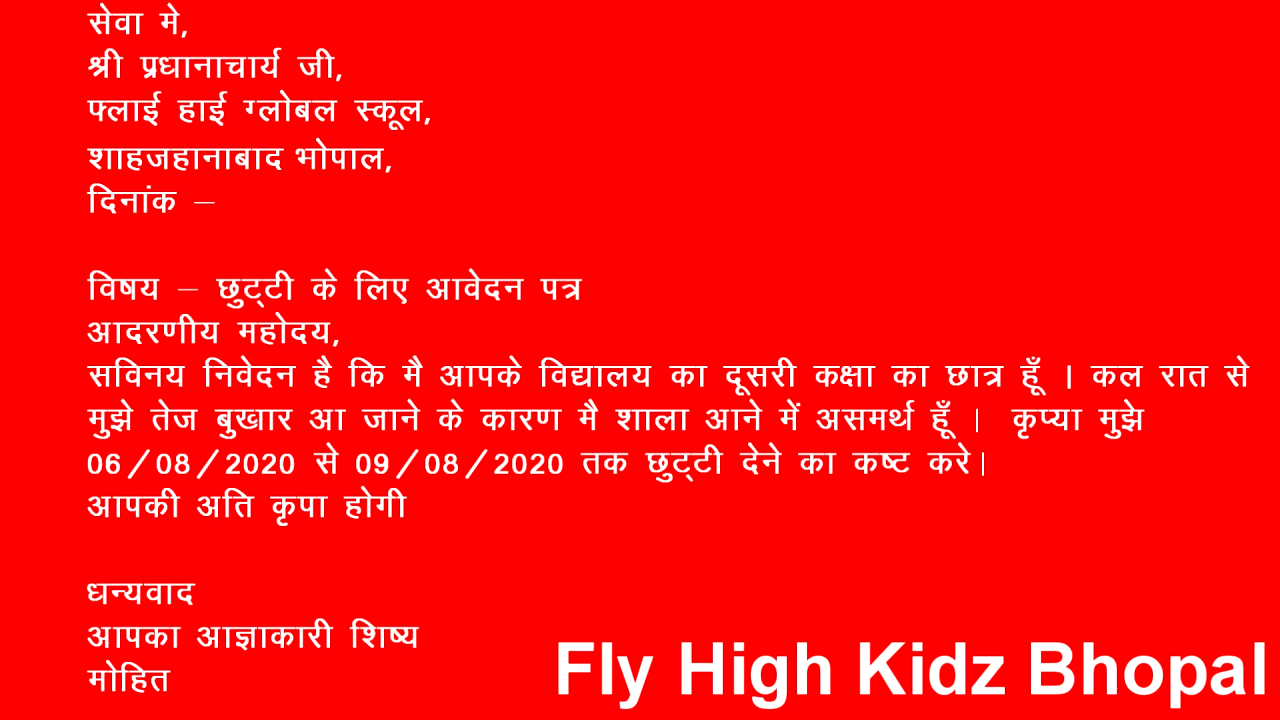 सेवा मे,
श्री प्रधानाचार्य जी,
फ्लाई हाई ग्लोबल स्कूल,
शाहजहानाबाद भोपाल,
दिनांक –
विषय – छुट्टी के लिए आवेदन पत्र
आदरणीय महोदय,
सविनय निवेदन है कि मै आपके विद्यालय का दूसरी कक्षा का छात्र हूँ । कल रात से
मुझे तेज बुखार आ जाने के कारण मै शाला आने में असमर्थ हूँ । कृप्या मुझे
06/08/2020 से 09/08/2020 तक छुट्टी देने का कष्ट करे।
आपकी अति कृपा होगी
धन्यवाद
आपका आज्ञाकारी शिष्य
मोहित
Fly High Kidz Bhopal